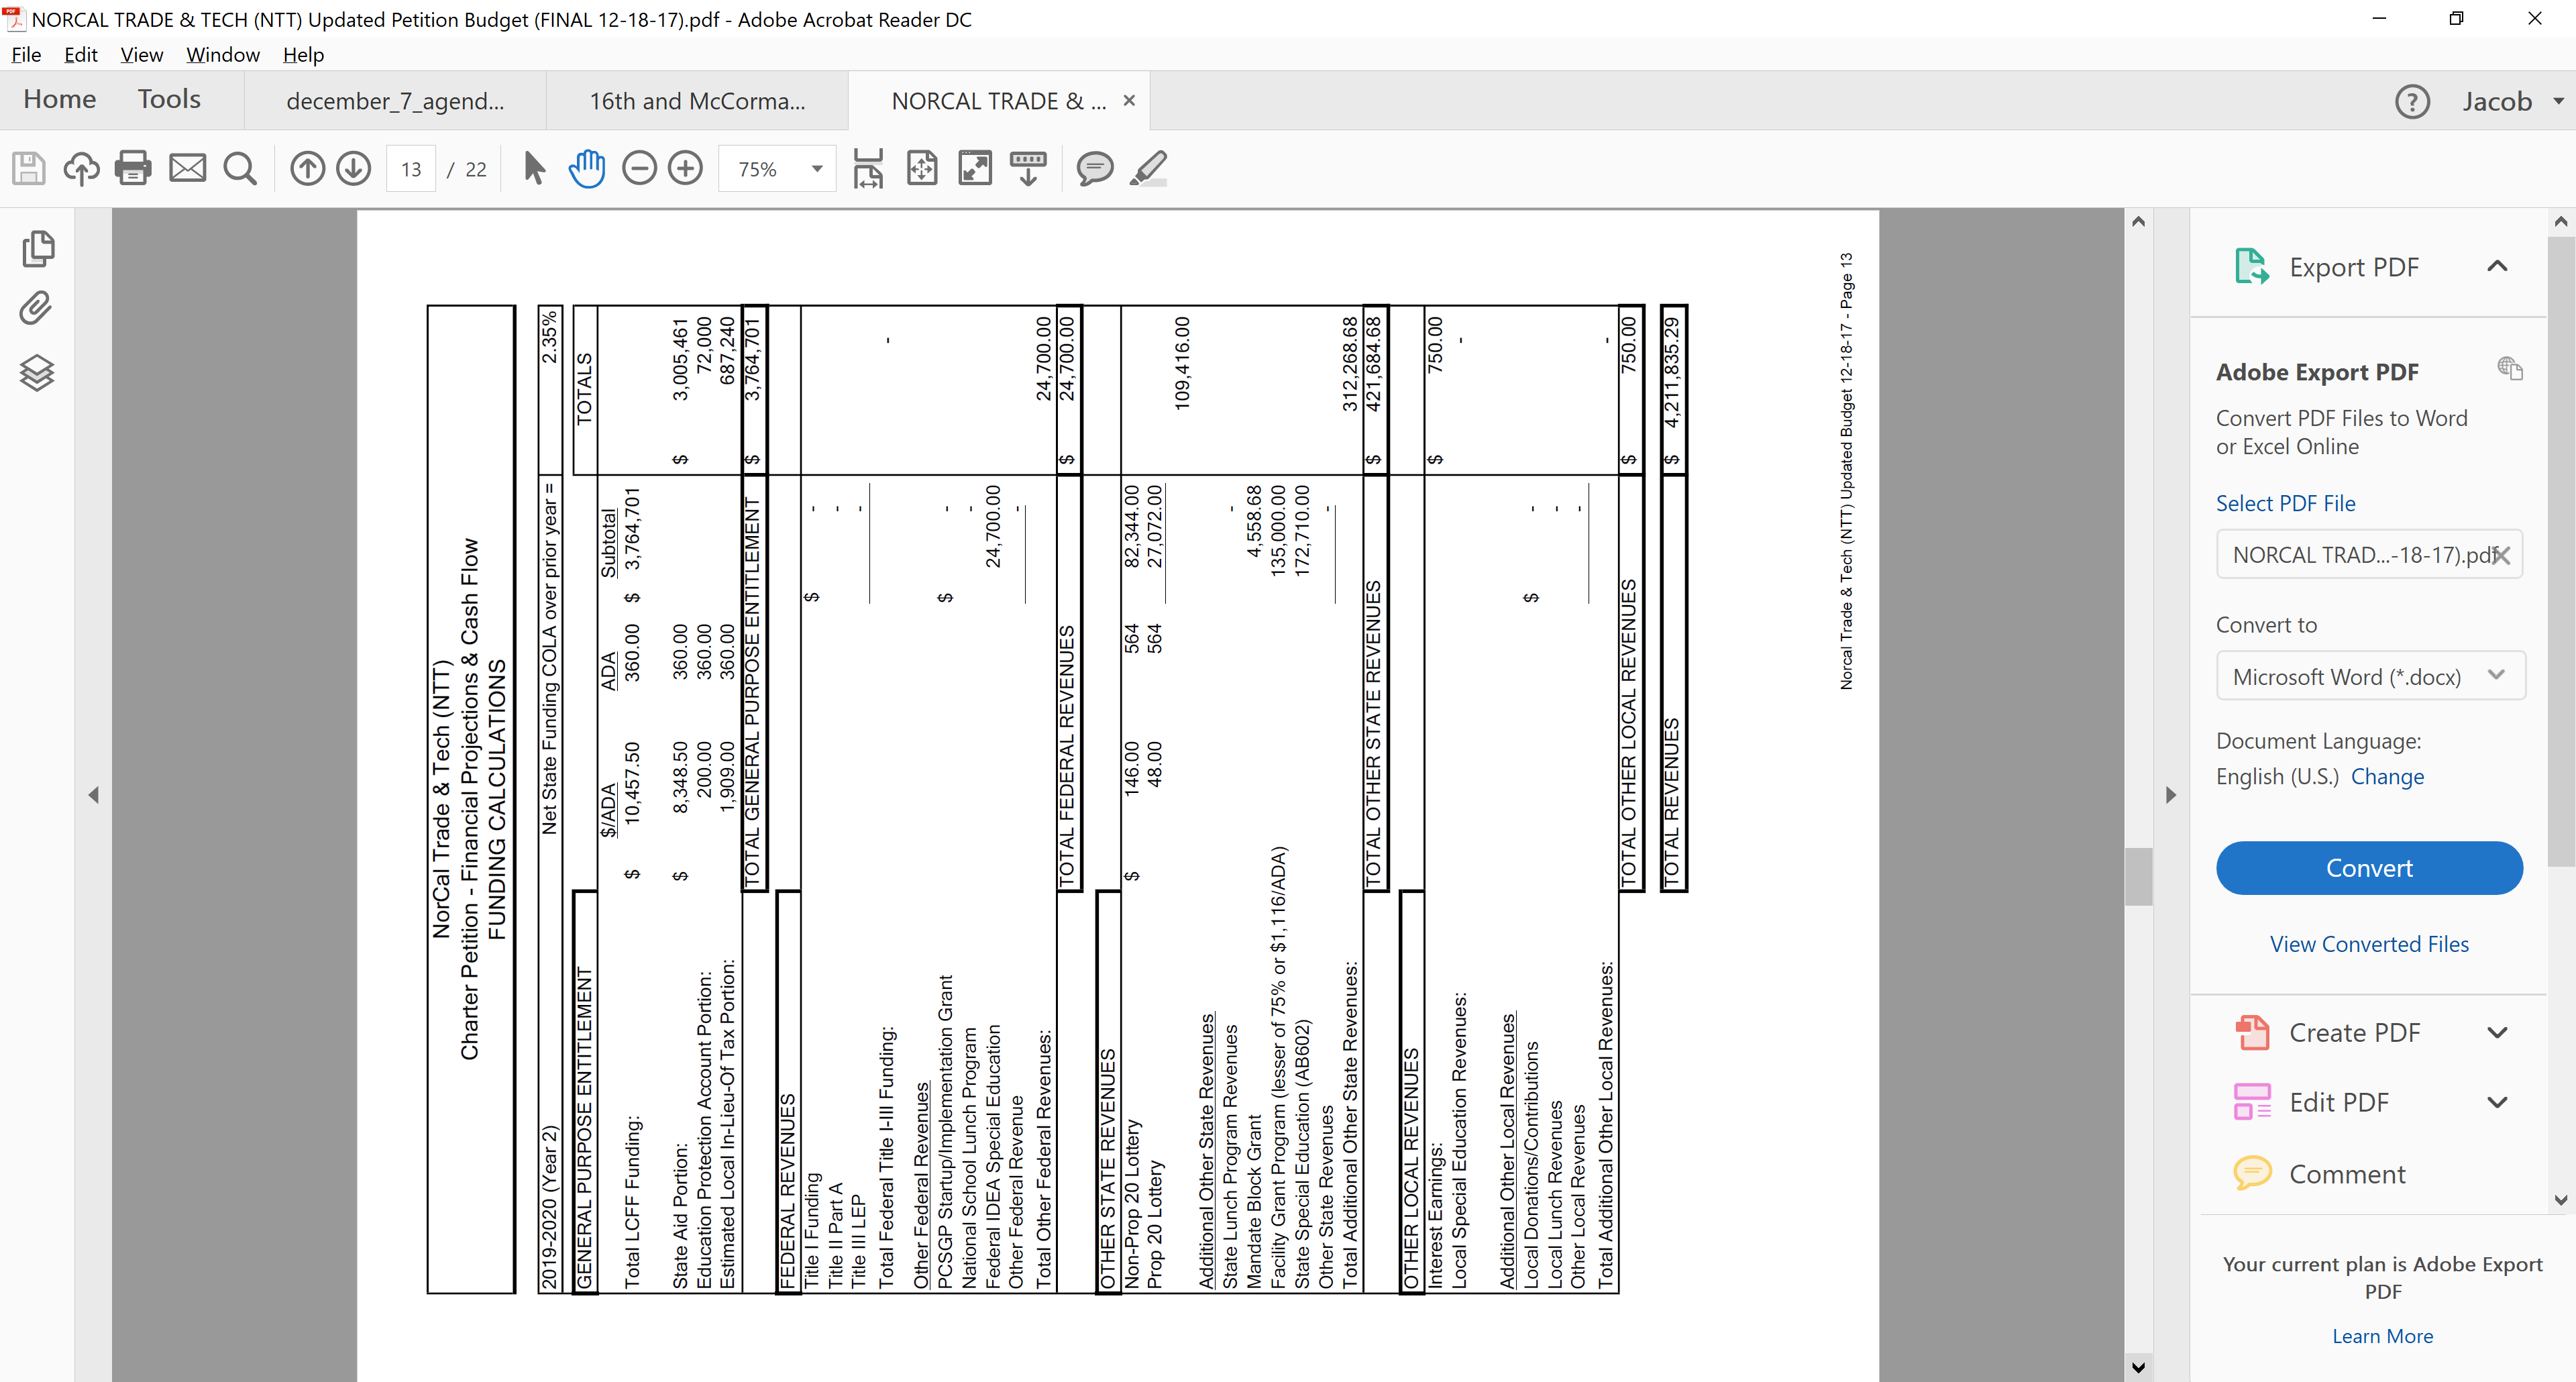 NORCAL TRADE & TECH (NTT) Updated Petition Budget (FINAL 12-18-17).pdf - Adobe Acrobat Reader DC
File Edit View Window Help
Home Tools december_7_agend... 16th and McCorma... NORCAL TRADE & ... Jacob
13 / 22 75%
NorCal Trade & Tech (NTT)
Charter Petition - Financial Projections & Cash Flow
FUNDING CALCULATIONS
2019-2020 (Year 2) Net State Funding COLA over prior year = 2.35%
GENERAL PURPOSE ENTITLEMENT TOTALS
$/ADA ADA Subtotal
Total LCFF Funding: $ 10,457.50 360.00 $ 3,764,701
State Aid Portion: $ 8,348.50 360.00 $ 3,005,461
Education Protection Account Portion: 200.00 360.00 72,000
Estimated Local In-Lieu-Of Tax Portion: 1,909.00 360.00 687,240
TOTAL GENERAL PURPOSE ENTITLEMENT $ 3,764,701
FEDERAL REVENUES
Title I Funding $ -
Title II Part A -
Title III LEP -
Total Federal Title I-III Funding: -
Other Federal Revenues
PCSGP Startup/Implementation Grant $ -
National School Lunch Program -
Federal IDEA Special Education 24,700.00
Other Federal Revenue -
Total Other Federal Revenues: 24,700.00
TOTAL FEDERAL REVENUES $ 24,700.00
OTHER STATE REVENUES
Non-Prop 20 Lottery $ 146.00 564 82,344.00
Prop 20 Lottery 48.00 564 27,072.00
109,416.00
Additional Other State Revenues
State Lunch Program Revenues -
Mandate Block Grant 4,558.68
Facility Grant Program (lesser of 75% or $1,116/ADA) 135,000.00
State Special Education (AB602) 172,710.00
Other State Revenues -
Total Additional Other State Revenues: 312,268.68
TOTAL OTHER STATE REVENUES $ 421,684.68
OTHER LOCAL REVENUES
Interest Earnings: $ 750.00
Local Special Education Revenues: -
Additional Other Local Revenues
Local Donations/Contributions $ -
Local Lunch Revenues -
Other Local Revenues -
Total Additional Other Local Revenues: -
TOTAL OTHER LOCAL REVENUES $ 750.00
TOTAL REVENUES $ 4,211,835.29
Norcal Trade & Tech (NTT) Updated Budget 12-18-17 - Page 13
Export PDF
Adobe Export PDF
Convert PDF Files to Word
or Excel Online
Select PDF File
NORCAL TRAD...-18-17).pdf
Convert to
Microsoft Word (*.docx)
Document Language:
English (U.S.) Change
Convert
View Converted Files
Create PDF
Edit PDF
Comment
Your current plan is Adobe Export
PDF
Learn More